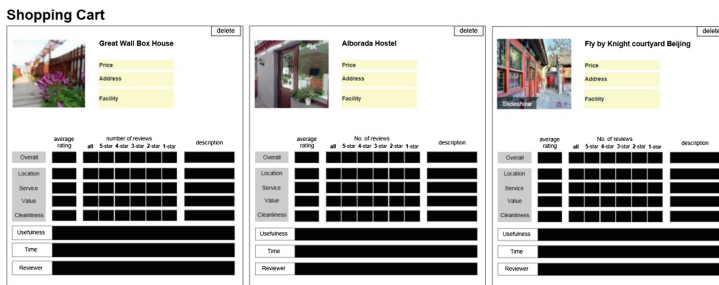 Shopping Cart
delete
Great Wall Box House
Price
Address
Facility
average rating
number of reviews
all 5-star 4-star 3-star 2-star 1-star
description
Overall
Location
Service
Value
Cleanliness
Usefulness
Time
Reviewer
delete
Alborada Hostel
Price
Address
Facility
average rating
No. of reviews
all 5-star 4-star 3-star 2-star 1-star
description
Overall
Location
Service
Value
Cleanliness
Usefulness
Time
Reviewer
delete
Fly by Knight courtyard Beijing
Slideshow
Price
Address
Facility
average rating
No. of reviews
all 5-star 4-star 3-star 2-star 1-star
description
Overall
Location
Service
Value
Cleanliness
Usefulness
Time
Reviewer